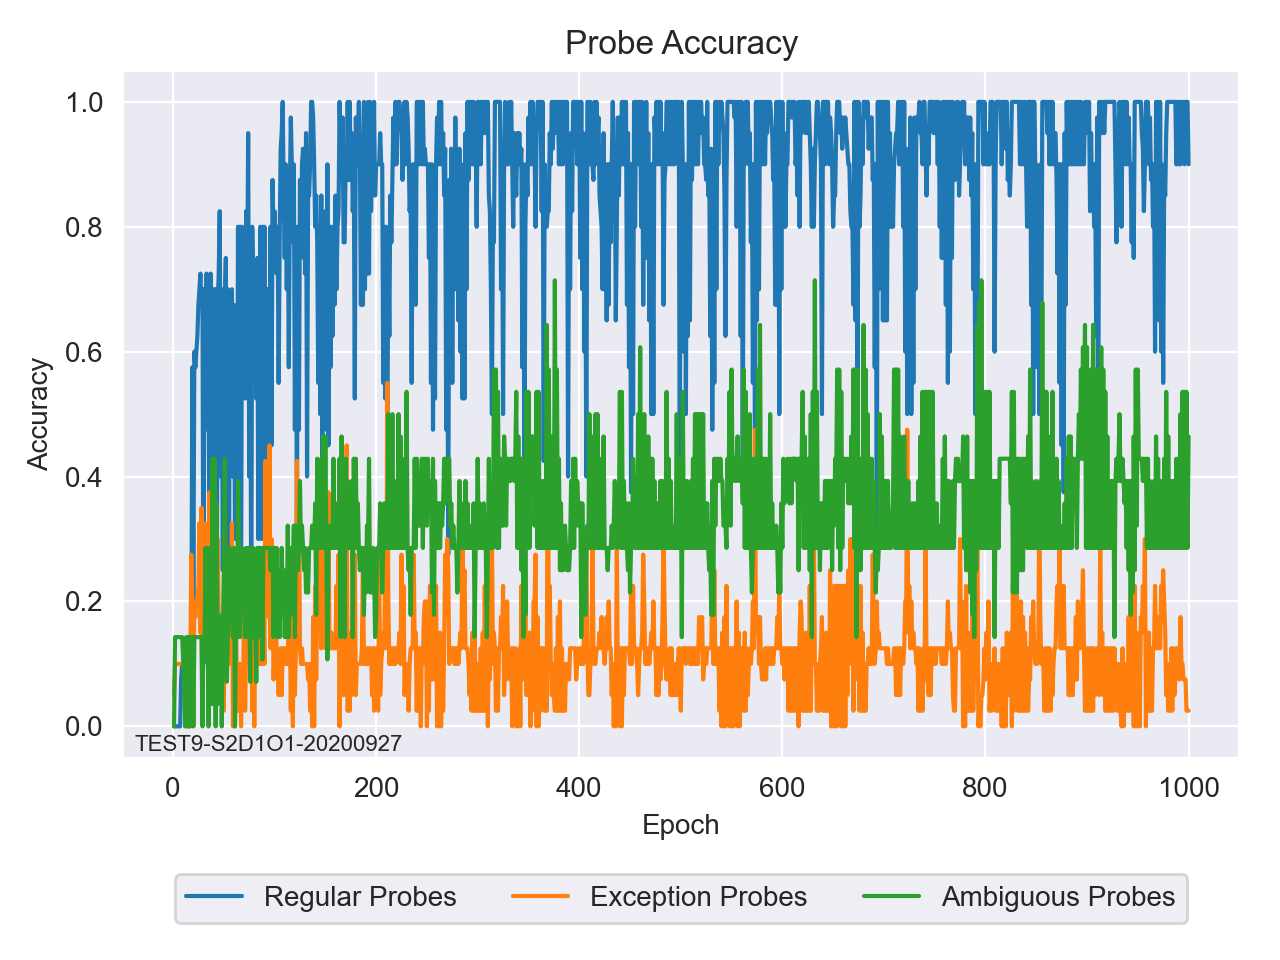 Probe Accuracy
1.0
0.8
0.6
0.4
0.2
0.0
Accuracy
TEST9-S2D1O1-20200927
0 200 400 600 800 1000
Epoch
Regular Probes Exception Probes Ambiguous Probes